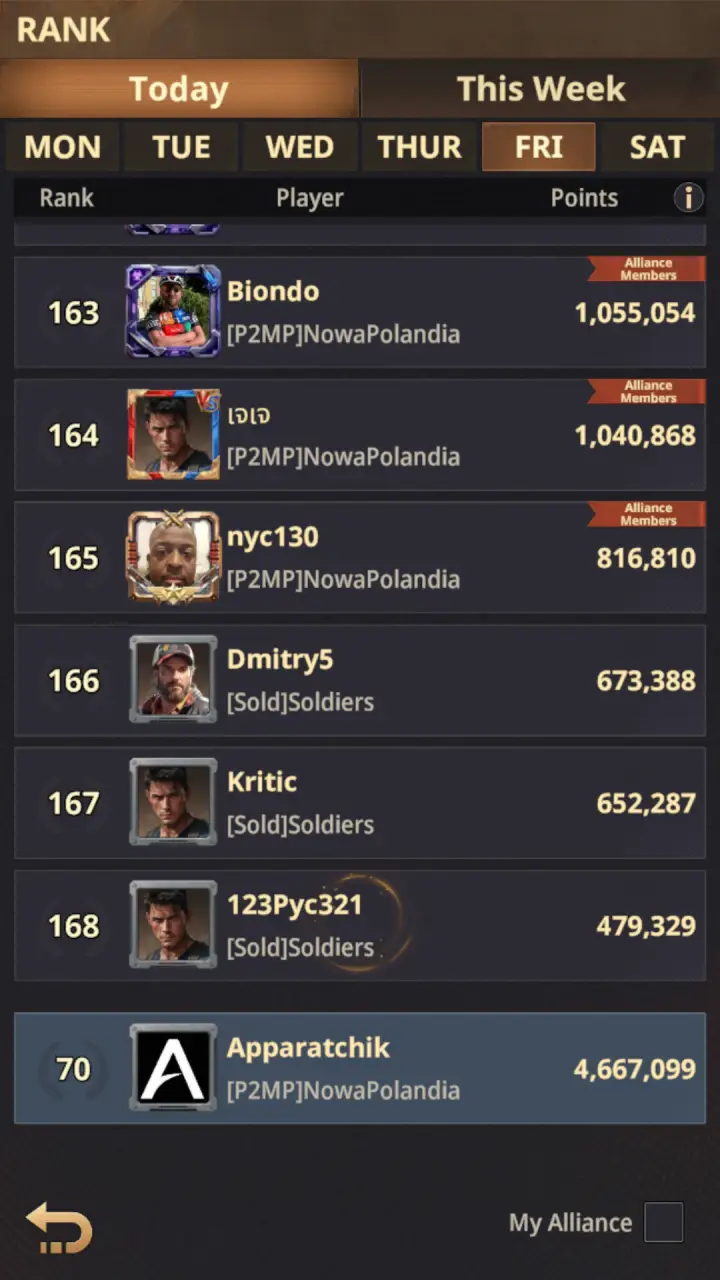 RANK
Today
This Week
MON
TUE
WED
THUR
FRI
SAT
Rank
Player
Points
Alliance
Members
163
Biondo
[P2MP]NowaPolandia
1,055,054
Alliance
Members
164
เจเจ
[P2MP]NowaPolandia
1,040,868
Alliance
Members
165
nyc130
[P2MP]NowaPolandia
816,810
166
Dmitry5
[Sold]Soldiers
673,388
167
Kritic
[Sold]Soldiers
652,287
168
123Pyc321
[Sold]Soldiers
479,329
70
Apparatchik
[P2MP]NowaPolandia
4,667,099
My Alliance